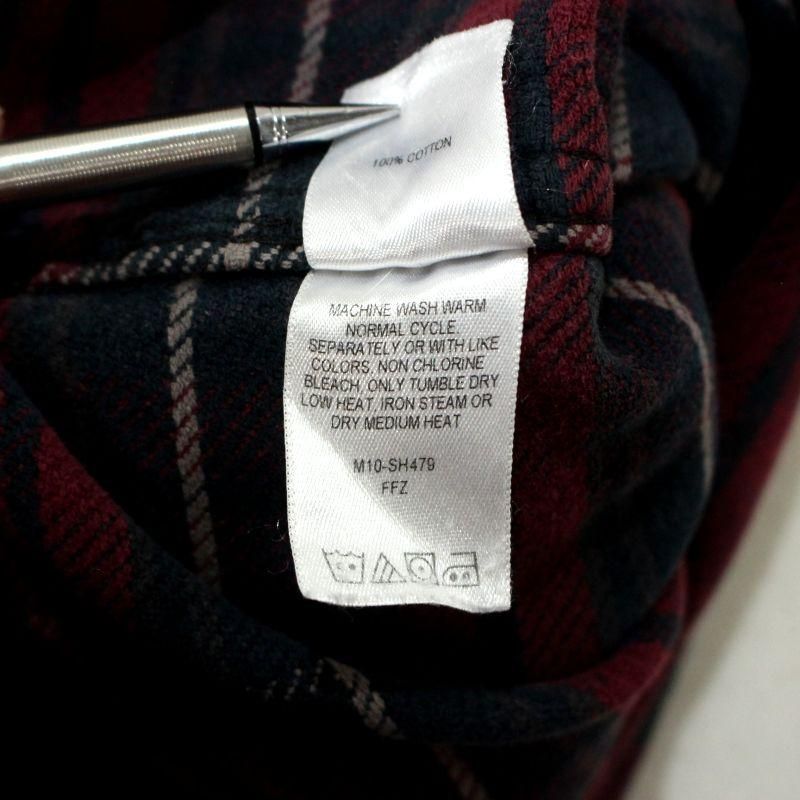 100% COTTON
MACHINE WASH WARM
NORMAL CYCLE
SEPARATELY OR WITH LIKE
COLORS, NON CHLORINE
BLEACH, ONLY TUMBLE DRY
LOW HEAT, IRON STEAM OR
DRY MEDIUM HEAT
M10-SH479
FFZ